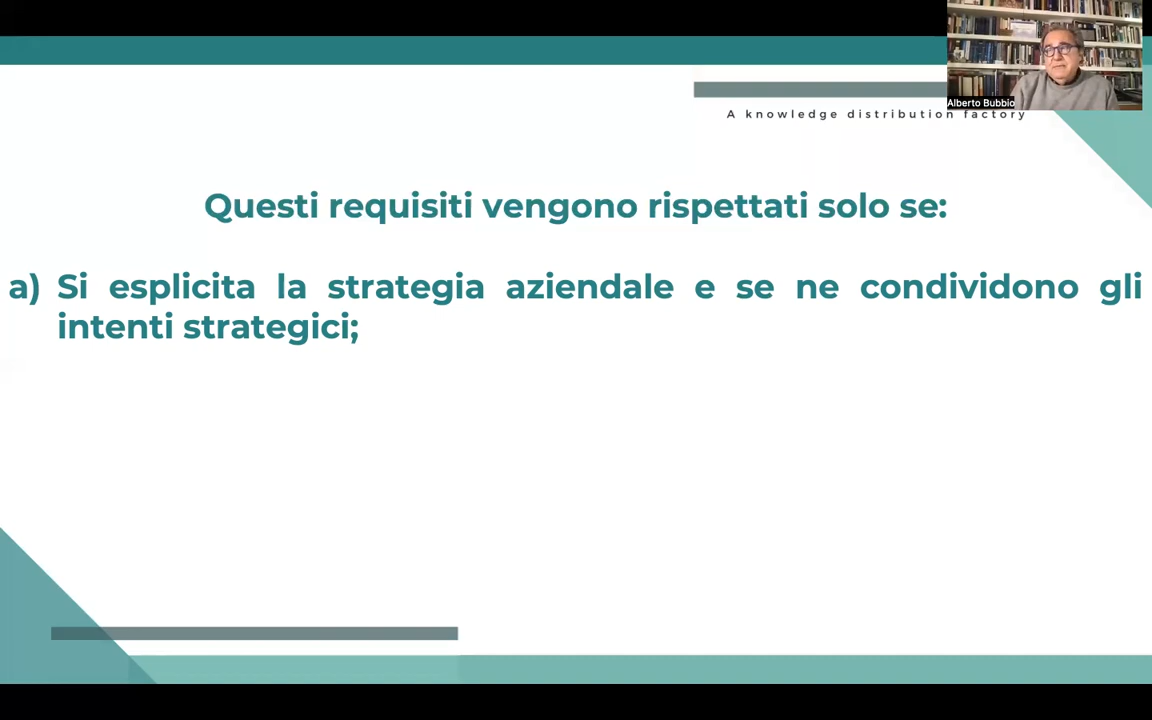 Alberto Bubbio
A knowledge distribution factory
Questi requisiti vengono rispettati solo se:
a) Si esplicita la strategia aziendale e se ne condividono gli
intenti strategici;